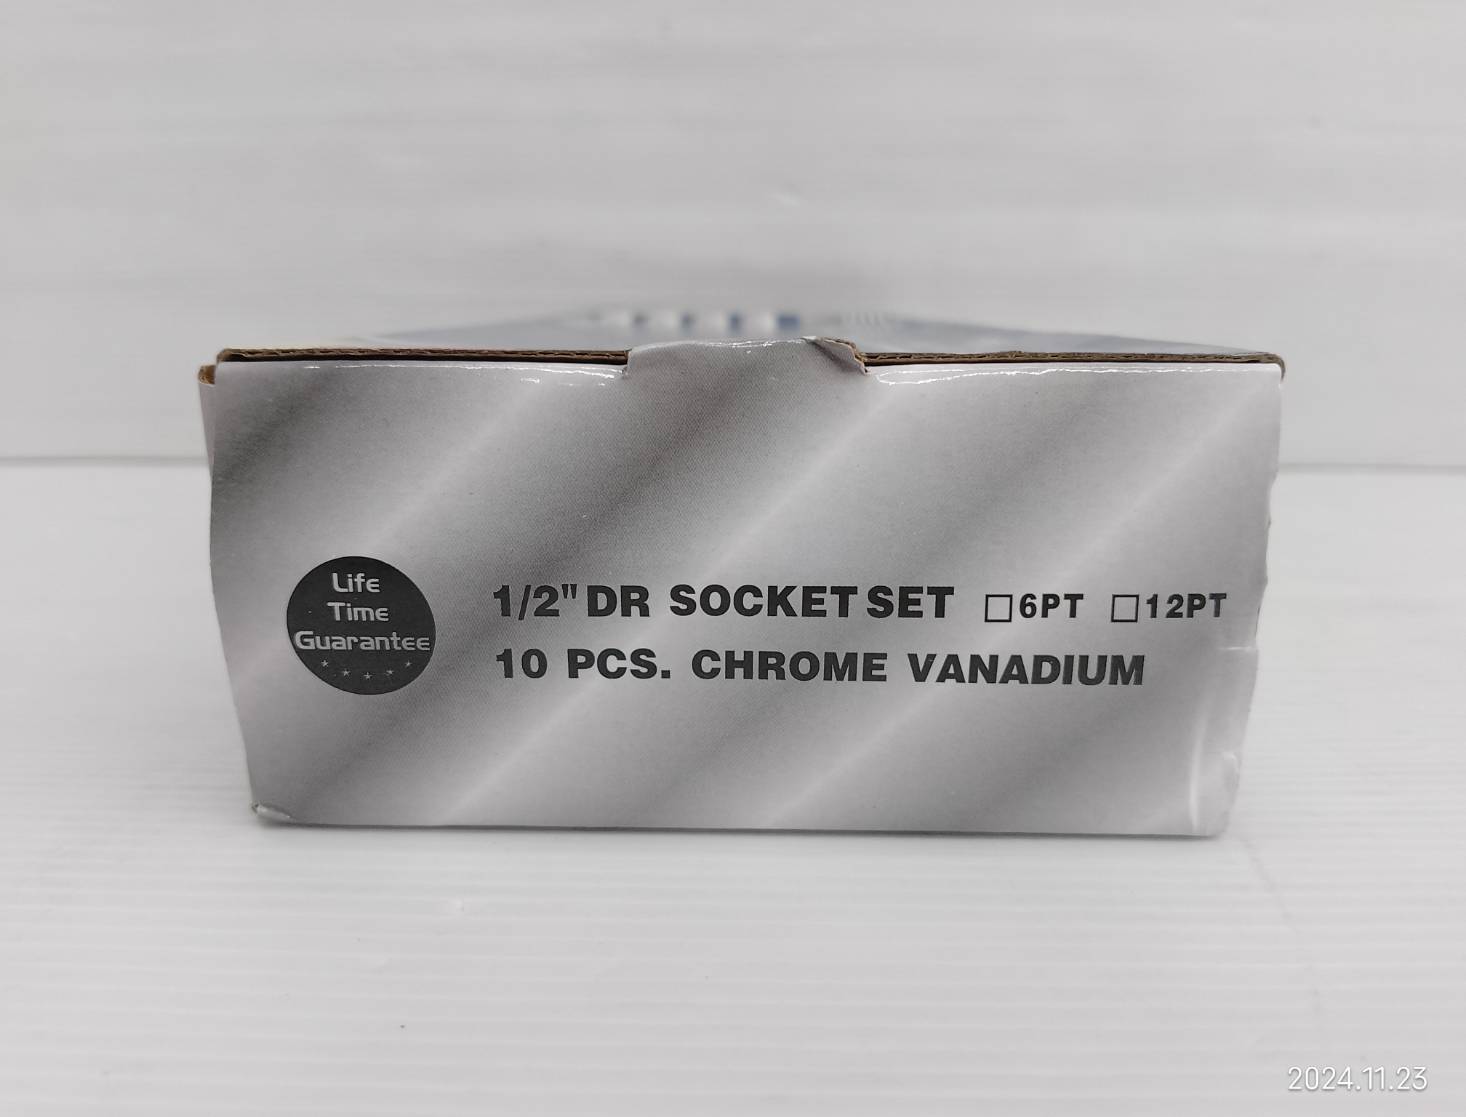 Life
Time
Guarantee
1/2" DR SOCKET SET □6PT □12PT
10 PCS. CHROME VANADIUM
2024.11.23